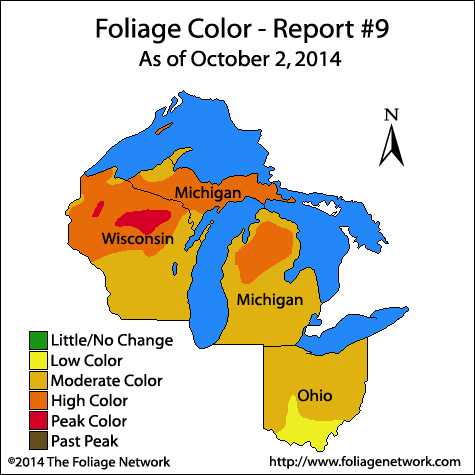 Foliage Color - Report #9
As of October 2, 2014
N
Michigan
Wisconsin
Michigan
Little/No Change
Low Color
Moderate Color
High Color
Peak Color
Past Peak
Ohio
©2014 The Foliage Network
http://www.foliagenetwork.com